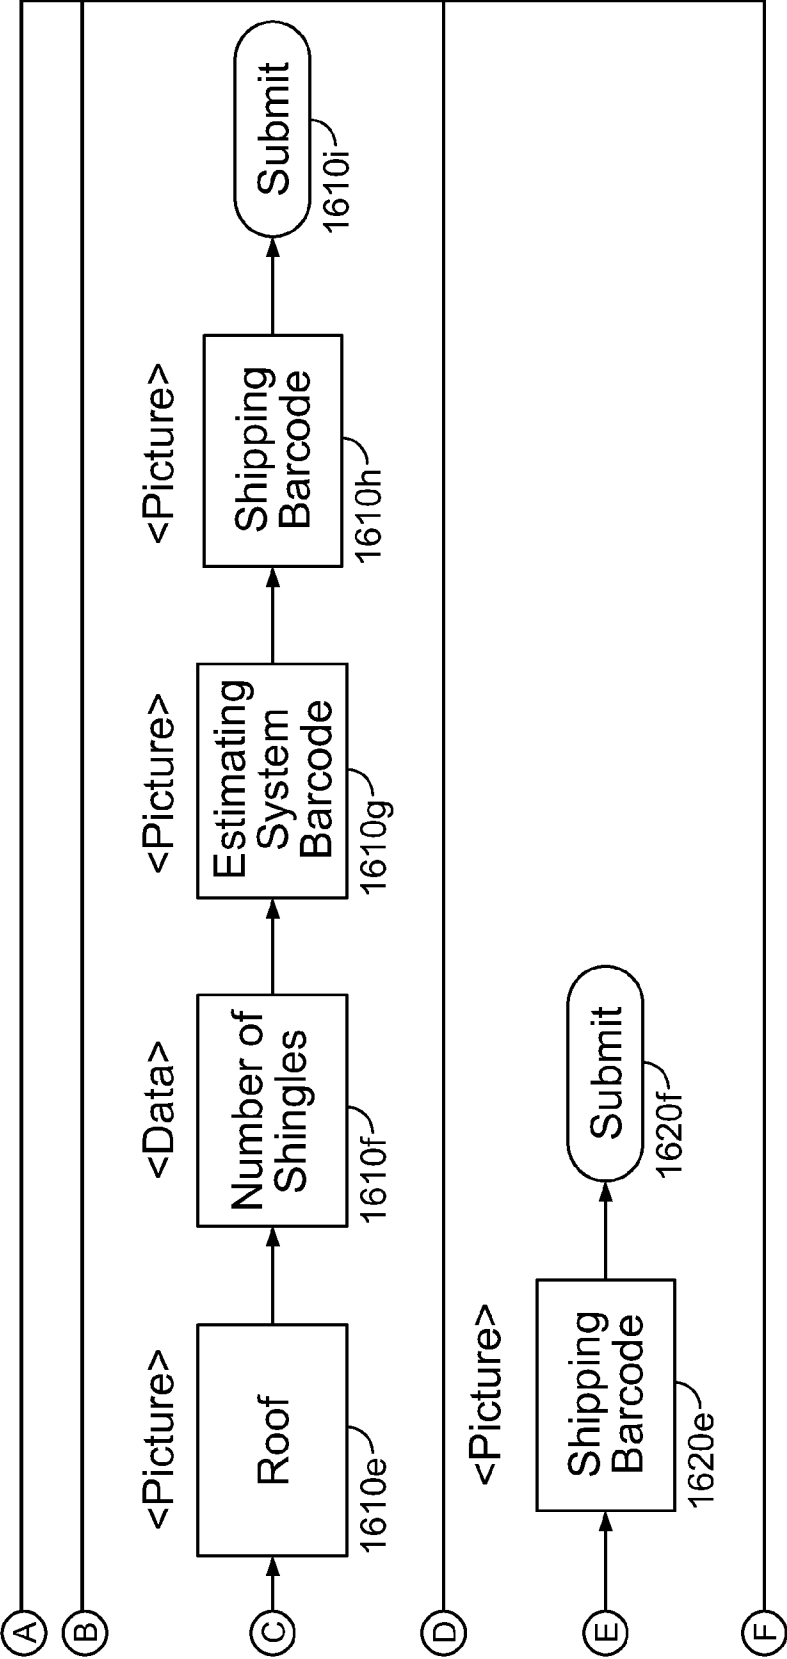 A
B
C
<Picture>
Roof
1610e
<Data>
Number of
Shingles
1610f
<Picture>
Estimating
System
Barcode
1610g
<Picture>
Shipping
Barcode
1610h
Submit
1610i
D
E
<Picture>
Shipping
Barcode
1620e
Submit
1620f
F